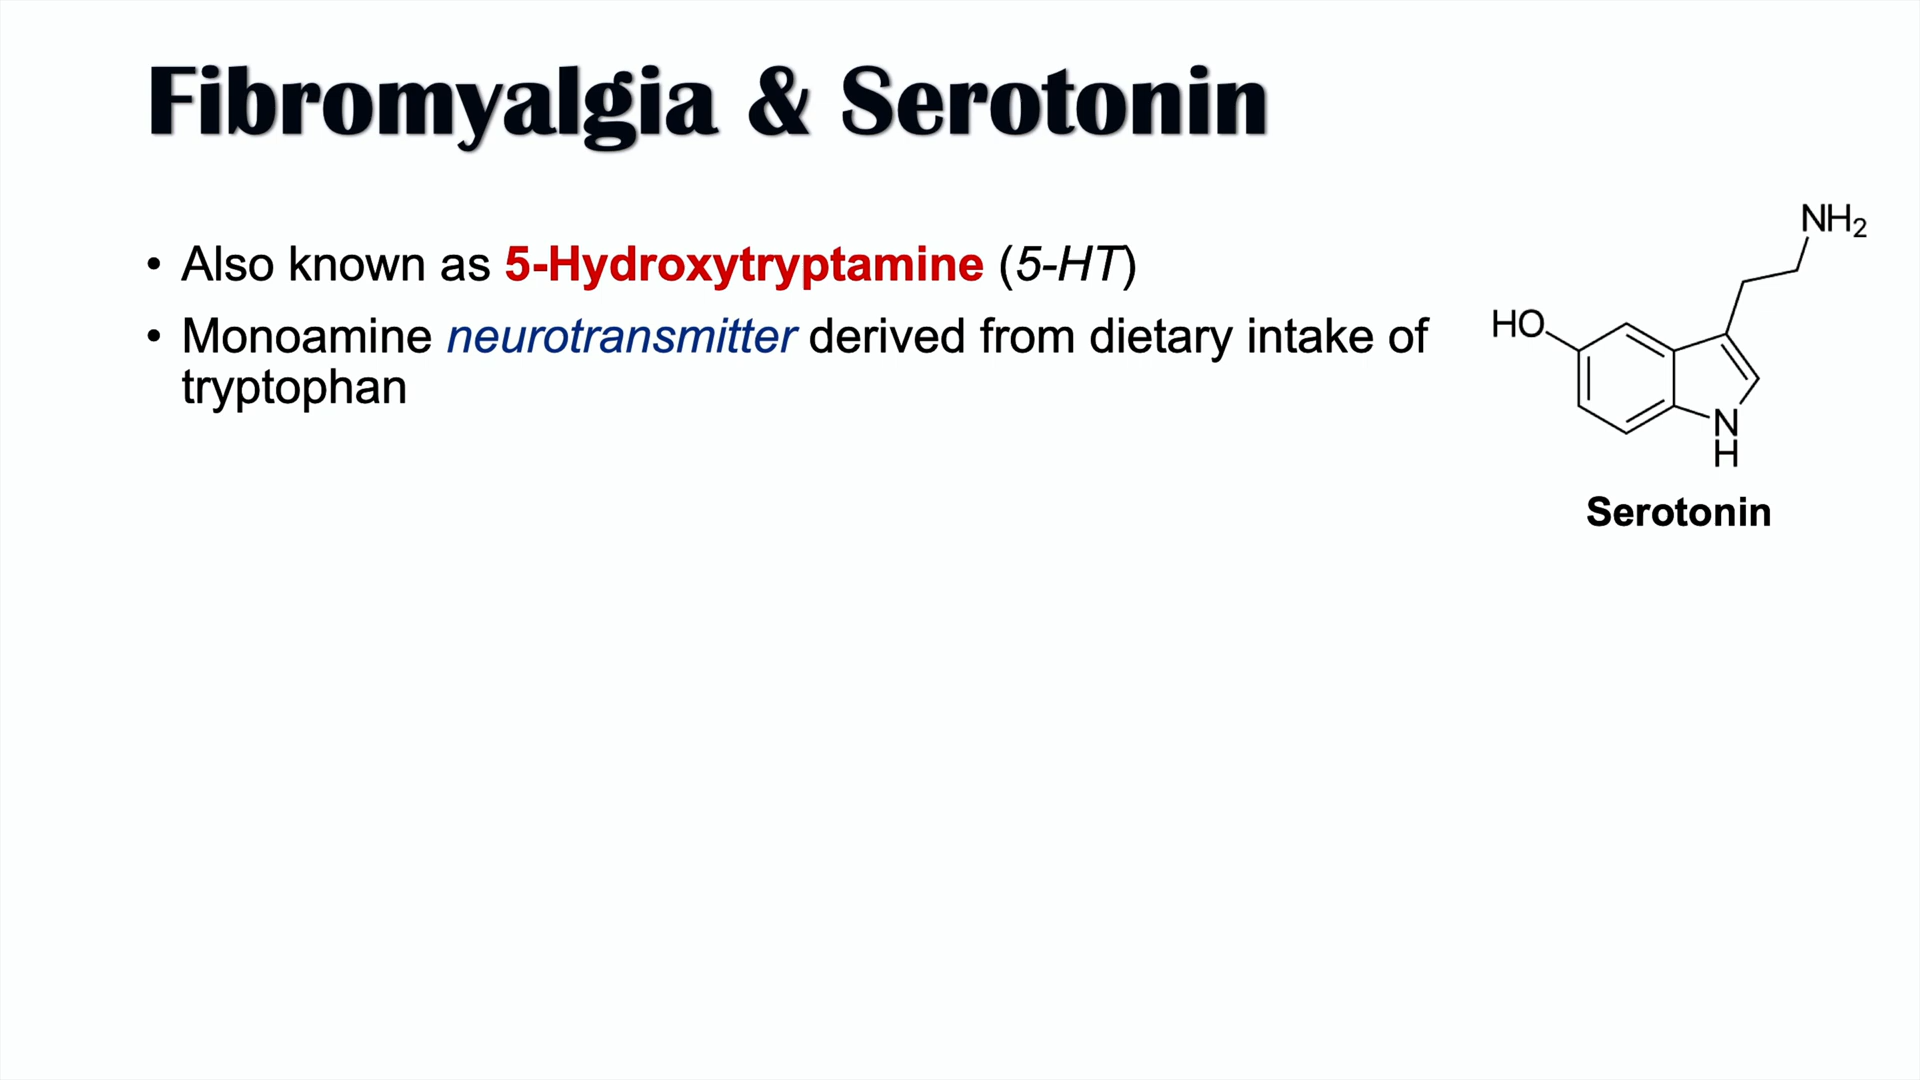 Fibromyalgia & Serotonin
• Also known as 5-Hydroxytryptamine (5-HT)
• Monoamine neurotransmitter derived from dietary intake of
tryptophan
NH₂
HO
N
H
Serotonin